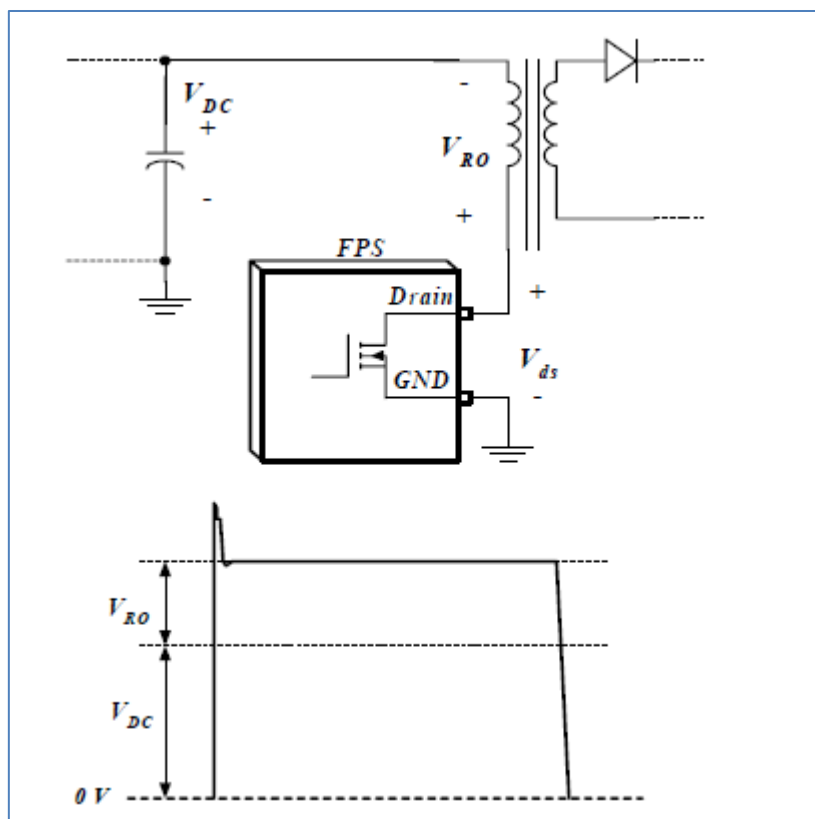 V_DC
+
-
-
V_RO
+
FPS
Drain
GND
+
V_ds
-
V_RO
V_DC
0 V